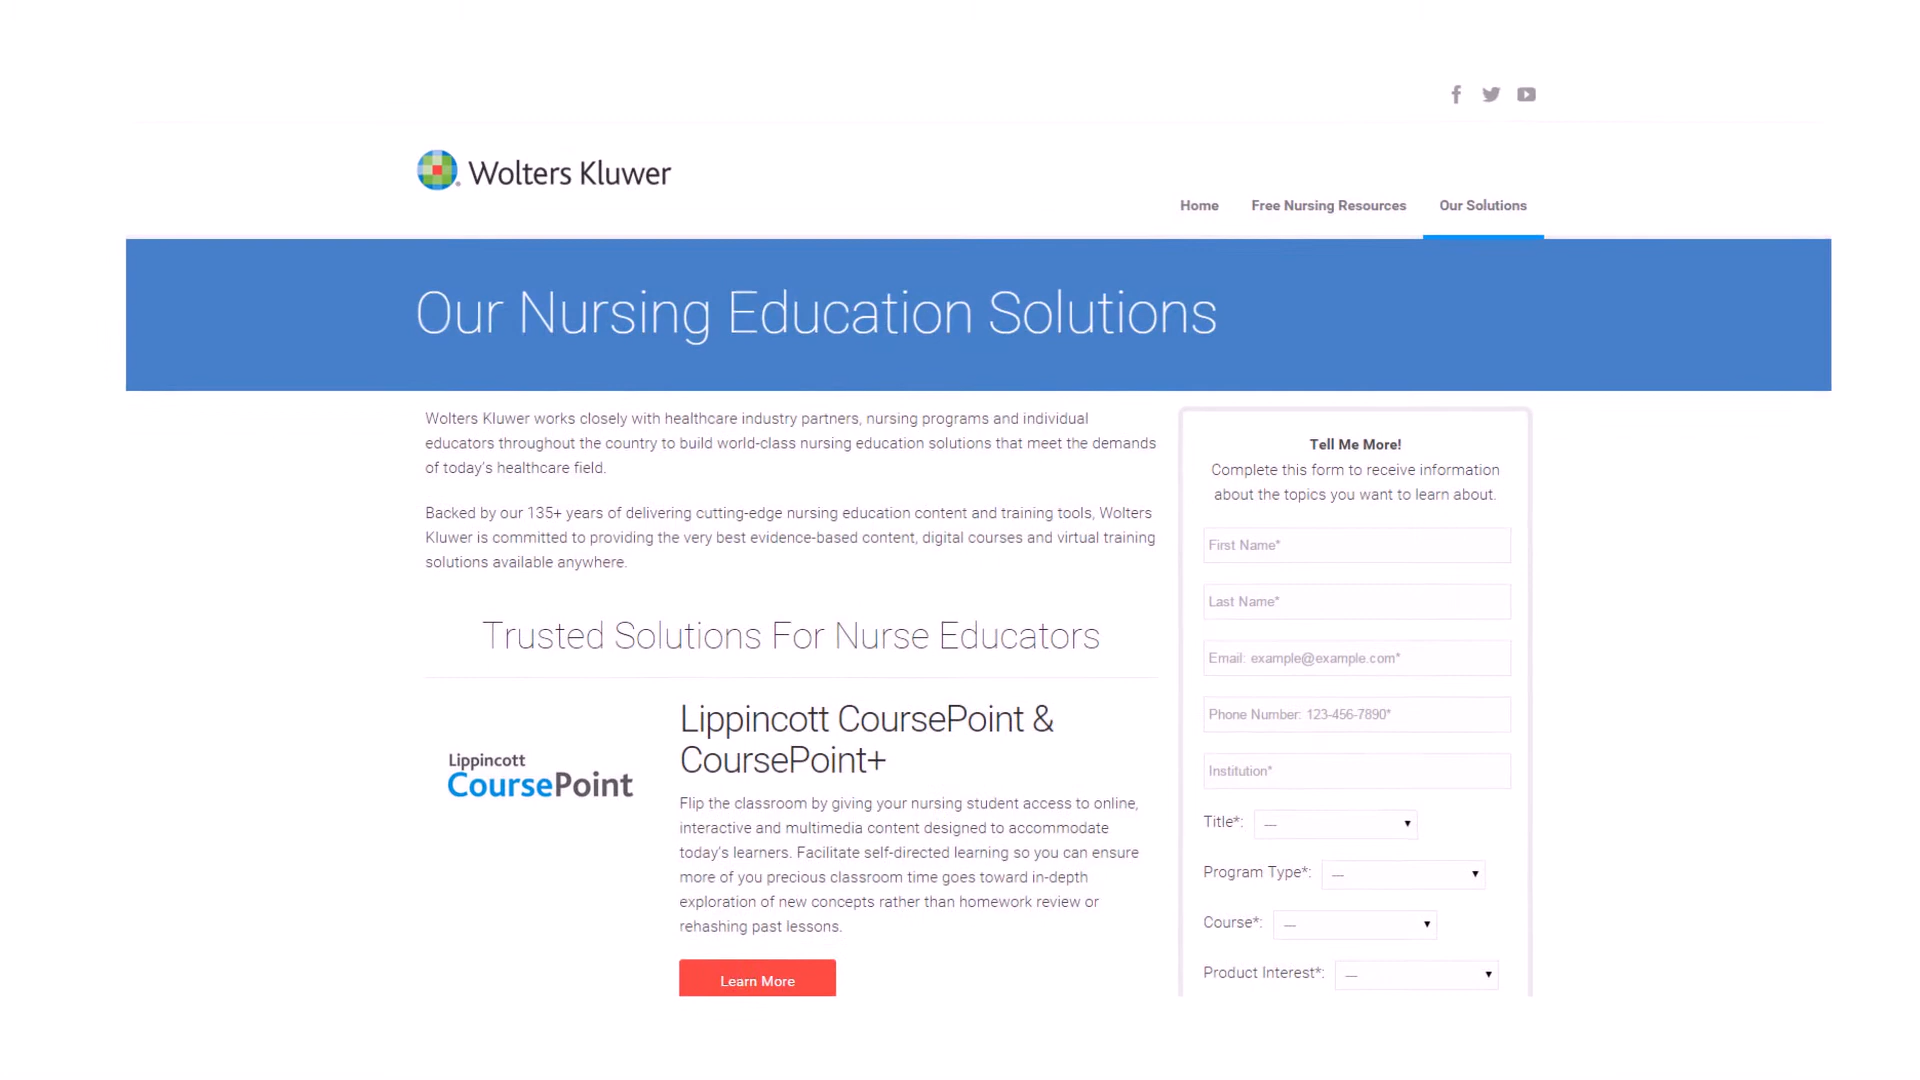 Wolters Kluwer
Home Free Nursing Resources Our Solutions
Our Nursing Education Solutions
Wolters Kluwer works closely with healthcare industry partners, nursing programs and individual
educators throughout the country to build world-class nursing education solutions that meet the demands
of today's healthcare field.
Backed by our 135+ years of delivering cutting-edge nursing education content and training tools, Wolters
Kluwer is committed to providing the very best evidence-based content, digital courses and virtual training
solutions available anywhere.
Trusted Solutions For Nurse Educators
Lippincott
CoursePoint
Lippincott CoursePoint &
CoursePoint+
Flip the classroom by giving your nursing student access to online,
interactive and multimedia content designed to accommodate
today's learners. Facilitate self-directed learning so you can ensure
more of you precious classroom time goes toward in-depth
exploration of new concepts rather than homework review or
rehashing past lessons.
Learn More
Tell Me More!
Complete this form to receive information
about the topics you want to learn about.
First Name*
Last Name*
Email: example@example.com*
Phone Number: 123-456-7890*
Institution*
Title*: ---
Program Type*: ---
Course*: ---
Product Interest*: ---